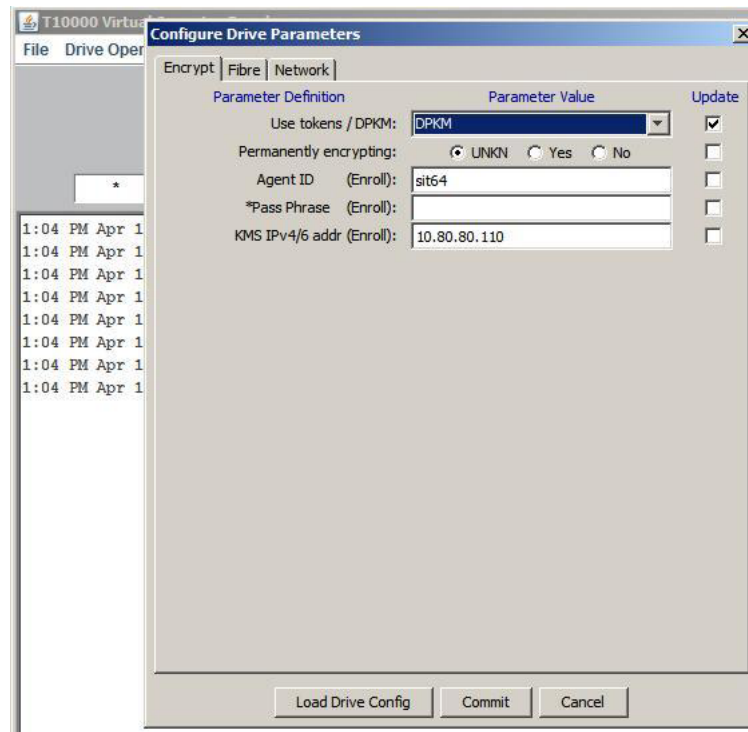 T10000 Virtua
File Drive Oper
Configure Drive Parameters
X
Encrypt Fibre Network
Parameter Definition Parameter Value Update
Use tokens / DPKM: DPKM
Permanently encrypting: UNKN Yes No
Agent ID (Enroll): sit64
*Pass Phrase (Enroll):
KMS IPv4/6 addr (Enroll): 10.80.80.110
*
1:04 PM Apr 1
1:04 PM Apr 1
1:04 PM Apr 1
1:04 PM Apr 1
1:04 PM Apr 1
1:04 PM Apr 1
1:04 PM Apr 1
1:04 PM Apr 1
Load Drive Config Commit Cancel